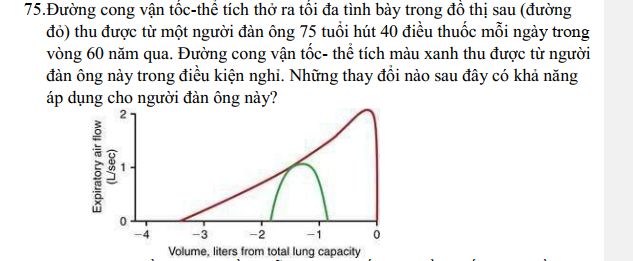 75.Đường cong vận tốc-thể tích thở ra tối đa tình bày trong đồ thị sau (đường
đỏ) thu được từ một người đàn ông 75 tuổi hút 40 điều thuốc mỗi ngày trong
vòng 60 năm qua. Đường cong vận tốc- thể tích màu xanh thu được từ người
đàn ông này trong điều kiện nghỉ. Những thay đổi nào sau đây có khả năng
áp dụng cho người đàn ông này?
Expiratory air flow
(L/sec)
2
1
0
−4 −3 −2 −1 0
Volume, liters from total lung capacity